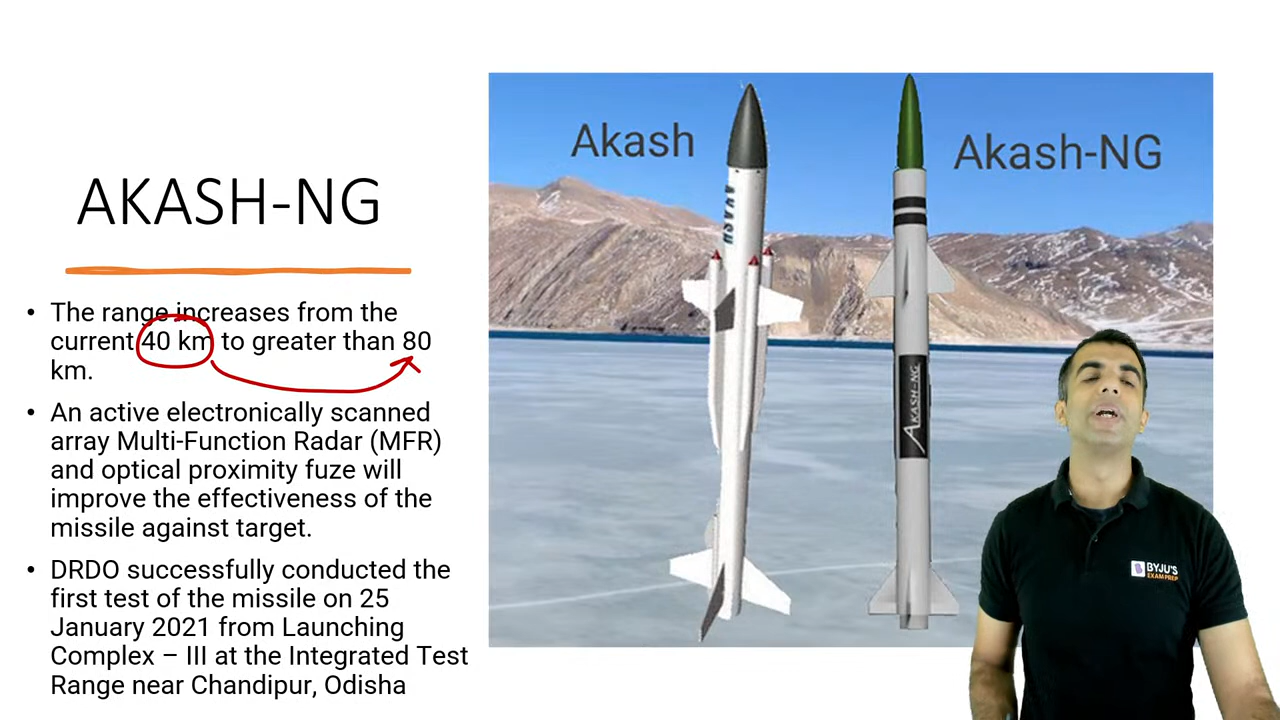 AKASH-NG
• The range increases from the
current 40 km to greater than 80
km.
• An active electronically scanned
array Multi-Function Radar (MFR)
and optical proximity fuze will
improve the effectiveness of the
missile against target.
• DRDO successfully conducted the
first test of the missile on 25
January 2021 from Launching
Complex – III at the Integrated Test
Range near Chandipur, Odisha
Akash
Akash-NG
AKASH
AKASH-NG
BYJU'S
EXAM PREP